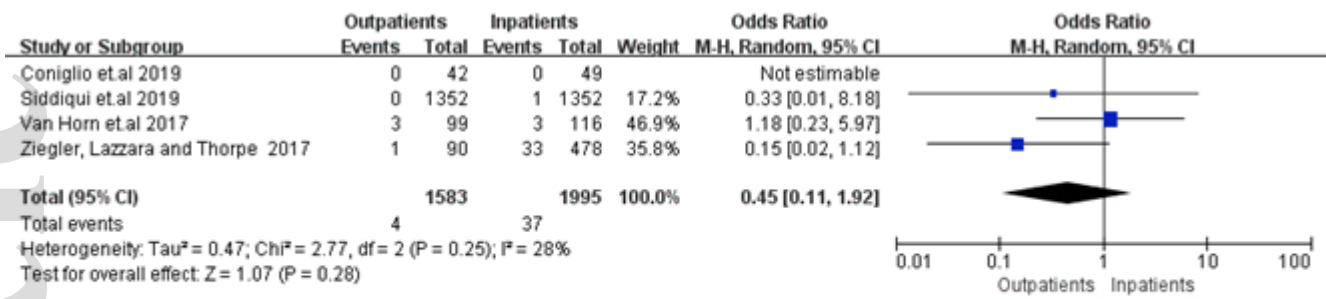 Outpatients Inpatients Odds Ratio Odds Ratio
Study or Subgroup Events Total Events Total Weight M-H, Random, 95% CI M-H, Random, 95% CI
Coniglio et.al 2019 0 42 0 49 Not estimable
Siddiqui et.al 2019 0 1352 1 1352 17.2% 0.33 [0.01, 8.18]
Van Horn et.al 2017 3 99 3 116 46.9% 1.18 [0.23, 5.97]
Ziegler, Lazzara and Thorpe 2017 1 90 33 478 35.8% 0.15 [0.02, 1.12]
Total (95% CI) 1583 1995 100.0% 0.45 [0.11, 1.92]
Total events 4 37
Heterogeneity: Tau² = 0.47; Chi² = 2.77, df = 2 (P = 0.25); I² = 28%
Test for overall effect: Z = 1.07 (P = 0.28)
0.01 0.1 1 10 100
Outpatients Inpatients